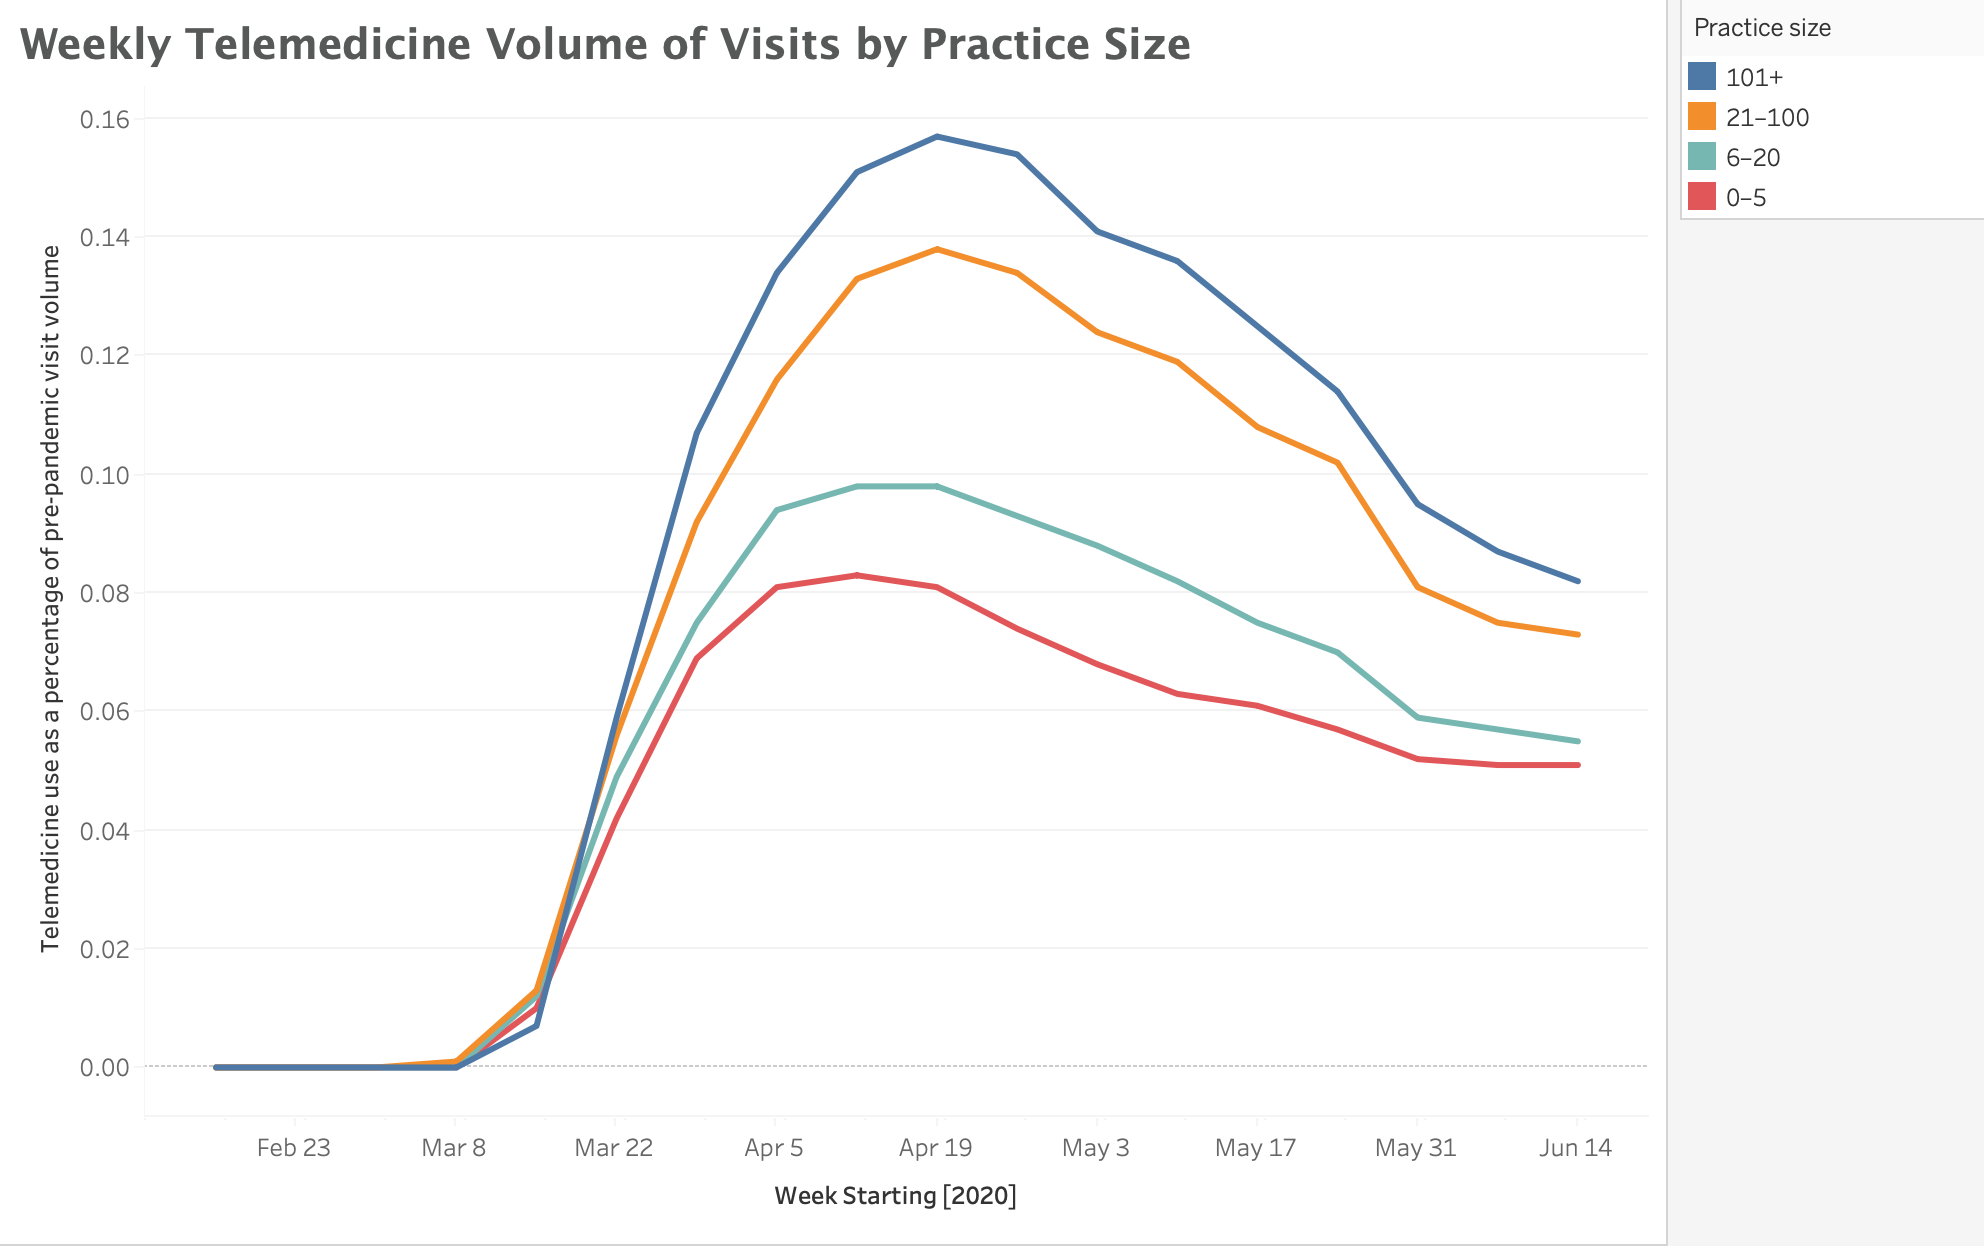 Weekly Telemedicine Volume of Visits by Practice Size
Practice size
101+
21–100
6–20
0–5
Telemedicine use as a percentage of pre-pandemic visit volume
0.16
0.14
0.12
0.10
0.08
0.06
0.04
0.02
0.00
Feb 23 Mar 8 Mar 22 Apr 5 Apr 19 May 3 May 17 May 31 Jun 14
Week Starting [2020]